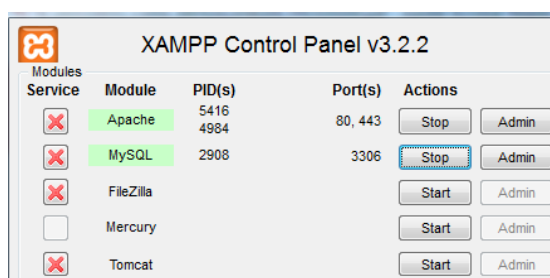 XAMPP Control Panel v3.2.2
Modules
Service Module PID(s) Port(s) Actions
Apache 5416 4984 80, 443 Stop Admin
MySQL 2908 3306 Stop Admin
FileZilla Start Admin
Mercury Start Admin
Tomcat Start Admin